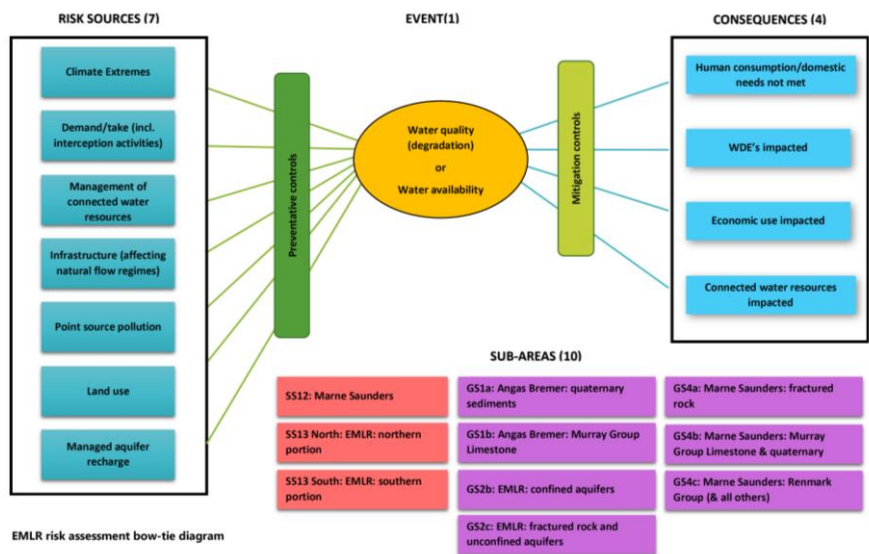 RISK SOURCES (7)
Climate Extremes
Demand/take (incl.
interception activities)
Management of
connected water
resources
Infrastructure (affecting
natural flow regimes)
Point source pollution
Land use
Managed aquifer
recharge
Preventative controls
EVENT(1)
Water quality
(degradation)
or
Water availability
Mitigation controls
CONSEQUENCES (4)
Human consumption/domestic
needs not met
WDE's impacted
Economic use impacted
Connected water resources
impacted
SUB-AREAS (10)
SS12: Marne Saunders
SS13 North: EMLR: northern
portion
SS13 South: EMLR: southern
portion
GS1a: Angas Bremer: quaternary
sediments
GS1b: Angas Bremer: Murray Group
Limestone
GS2b: EMLR: confined aquifers
GS2c: EMLR: fractured rock and
unconfined aquifers
GS4a: Marne Saunders: fractured
rock
GS4b: Marne Saunders: Murray
Group Limestone & quaternary
GS4c: Marne Saunders: Renmark
Group (& all others)
EMLR risk assessment bow-tie diagram